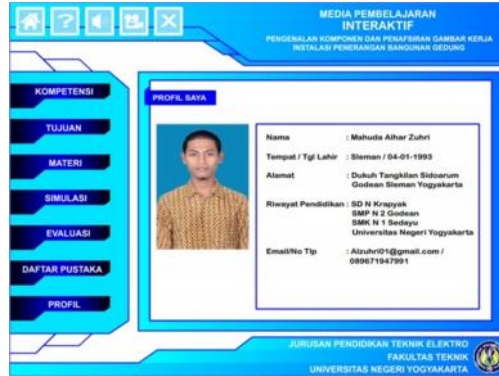 MEDIA PEMBELAJARAN
INTERAKTIF
PENGENALAN KOMPONEN DAN PENAFSIRAN GAMBAR KERJA
INSTALASI PENERANGAN BANGUNAN GEDUNG
KOMPETENSI
TUJUAN
MATERI
SIMULASI
EVALUASI
DAFTAR PUSTAKA
PROFIL
PROFIL SAYA
Nama : Mahuda Alhar Zuhri
Tempat / Tgl Lahir : Sleman / 04-01-1993
Alamat : Dukuh Tangkilan Sidoarum
Godean Sleman Yogyakarta
Riwayat Pendidikan : SD N Krapyak
SMP N 2 Godean
SMK N 1 Sedayu
Universitas Negeri Yogyakarta
Email/No Tlp : Alzuhri01@gmail.com /
089671947991
JURUSAN PENDIDIKAN TEKNIK ELEKTRO
FAKULTAS TEKNIK
UNIVERSITAS NEGERI YOGYAKARTA